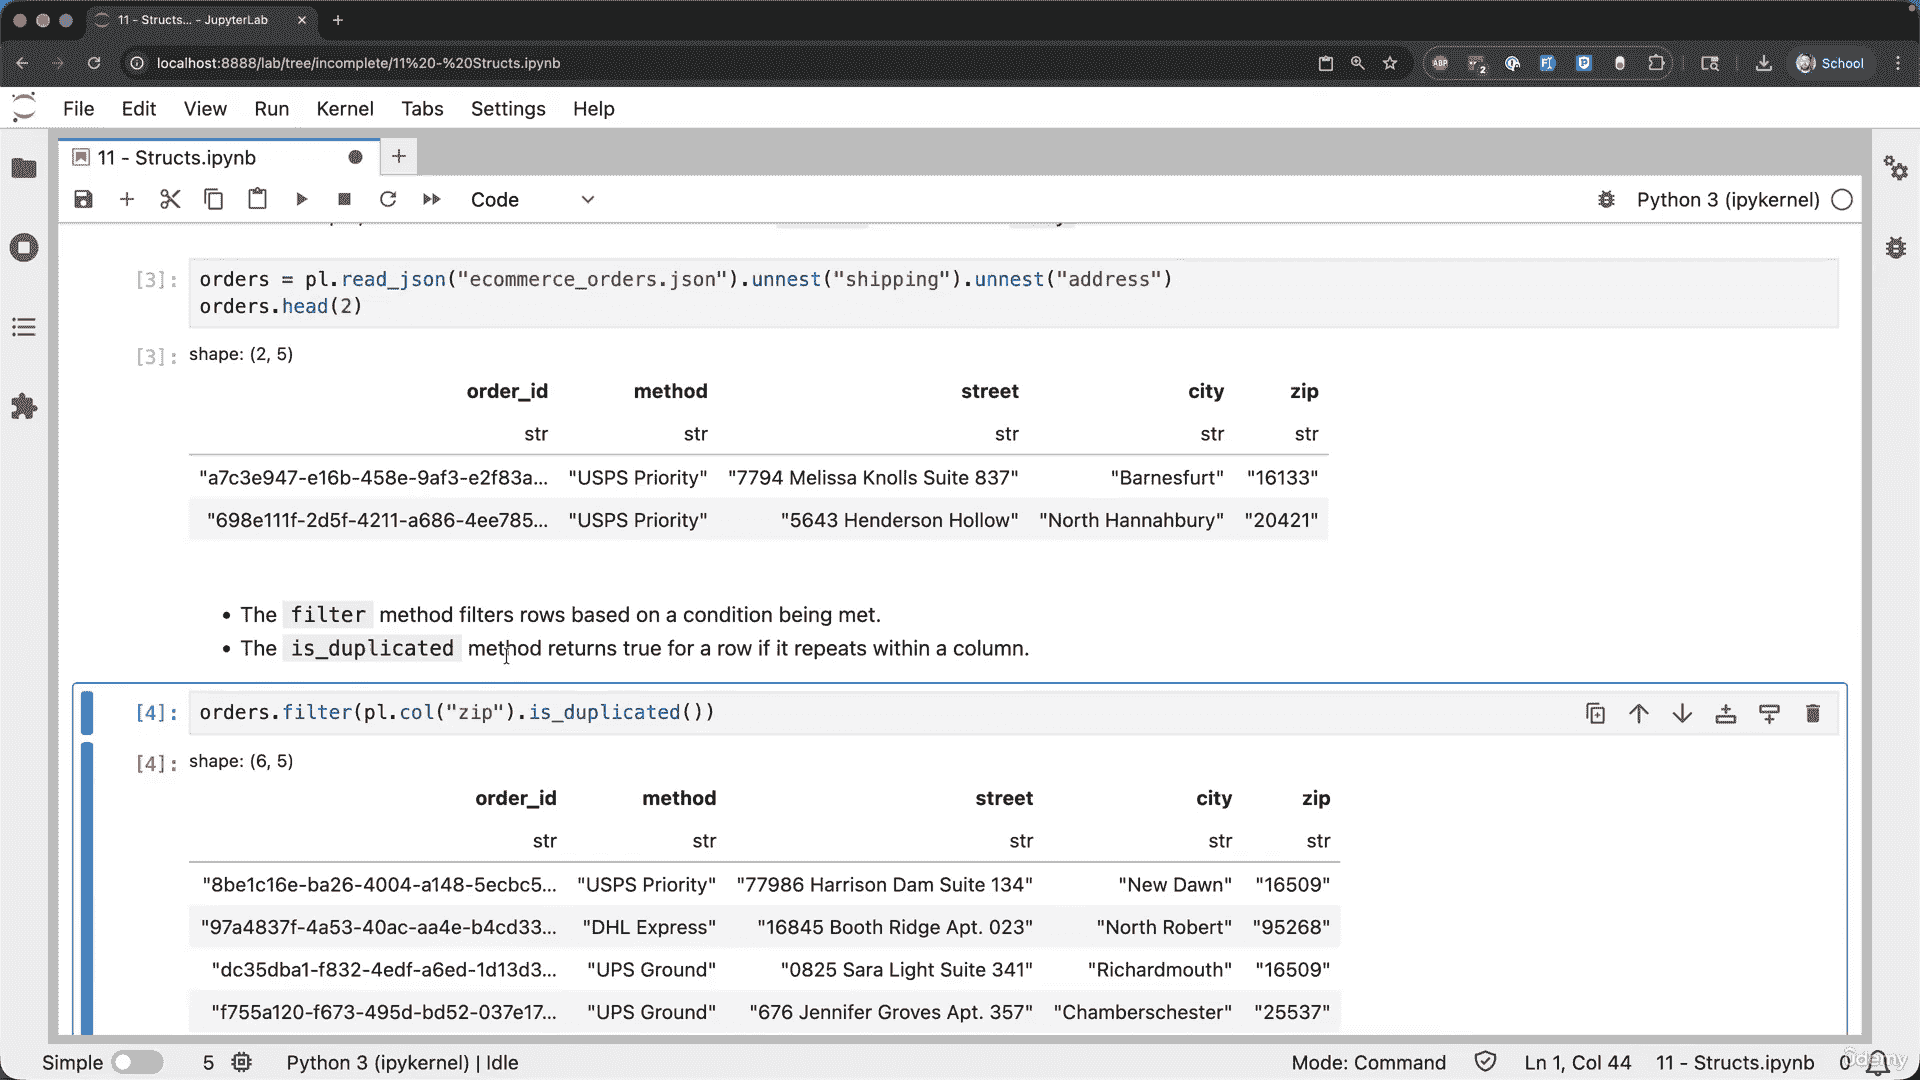 11 - Structs... - JupyterLab
localhost:8888/lab/tree/incomplete/11%20-%20Structs.ipynb
ABP
2
School
File Edit View Run Kernel Tabs Settings Help
11 - Structs.ipynb
Code
Python 3 (ipykernel)
[3]: orders = pl.read_json("ecommerce_orders.json").unnest("shipping").unnest("address")
orders.head(2)
[3]: shape: (2, 5)
order_id method street city zip
str str str str str
"a7c3e947-e16b-458e-9af3-e2f83a... "USPS Priority" "7794 Melissa Knolls Suite 837" "Barnesfurt" "16133"
"698e111f-2d5f-4211-a686-4ee785... "USPS Priority" "5643 Henderson Hollow" "North Hannahbury" "20421"
• The filter method filters rows based on a condition being met.
• The is_duplicated method returns true for a row if it repeats within a column.
[4]: orders.filter(pl.col("zip").is_duplicated())
[4]: shape: (6, 5)
order_id method street city zip
str str str str str
"8be1c16e-ba26-4004-a148-5ecbc5... "USPS Priority" "77986 Harrison Dam Suite 134" "New Dawn" "16509"
"97a4837f-4a53-40ac-aa4e-b4cd33... "DHL Express" "16845 Booth Ridge Apt. 023" "North Robert" "95268"
"dc35dba1-f832-4edf-a6ed-1d13d3... "UPS Ground" "0825 Sara Light Suite 341" "Richardmouth" "16509"
"f755a120-f673-495d-bd52-037e17... "UPS Ground" "676 Jennifer Groves Apt. 357" "Chamberschester" "25537"
Simple 5 Python 3 (ipykernel) | Idle Mode: Command Ln 1, Col 44 11 - Structs.ipynb 0
Udemy